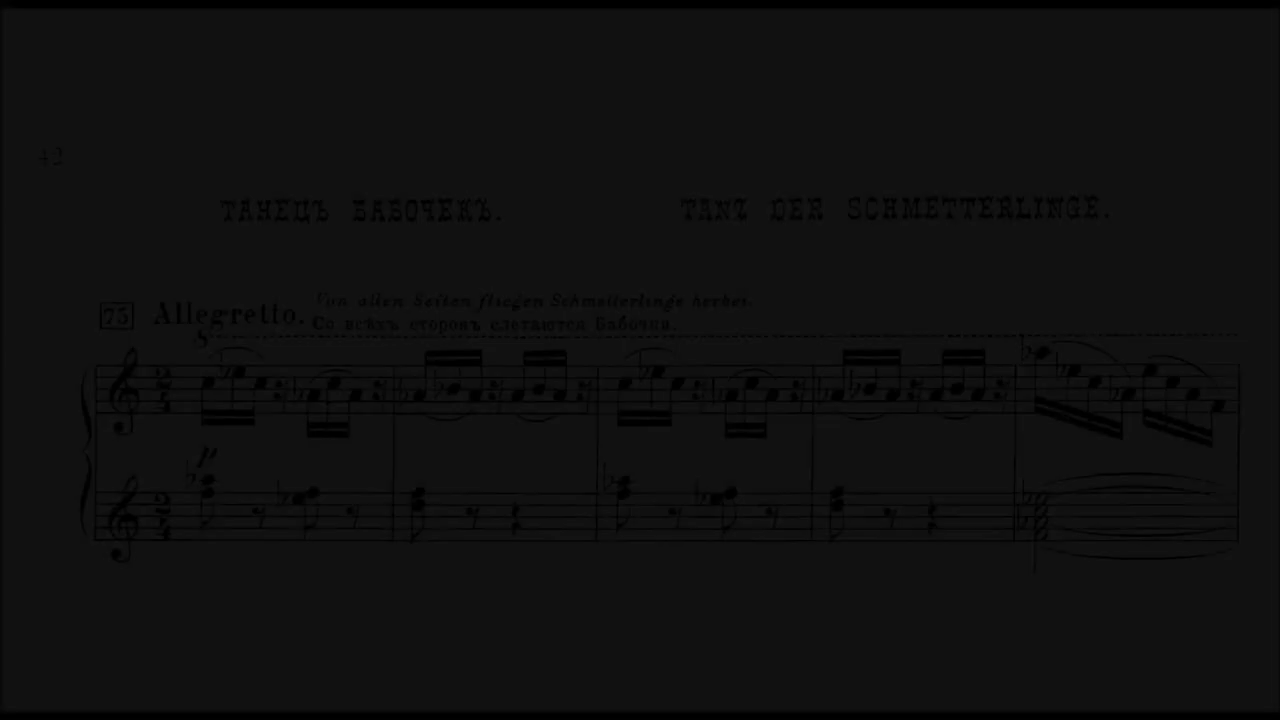 42
ТАНЕЦЪ БАБОЧЕКЪ. TANZ DER SCHMETTERLINGE.
Von allen Seiten fliegen Schmetterlinge herbei.
75 Allegretto. Со всѣхъ сторонъ слетаются бабочки.
8
p